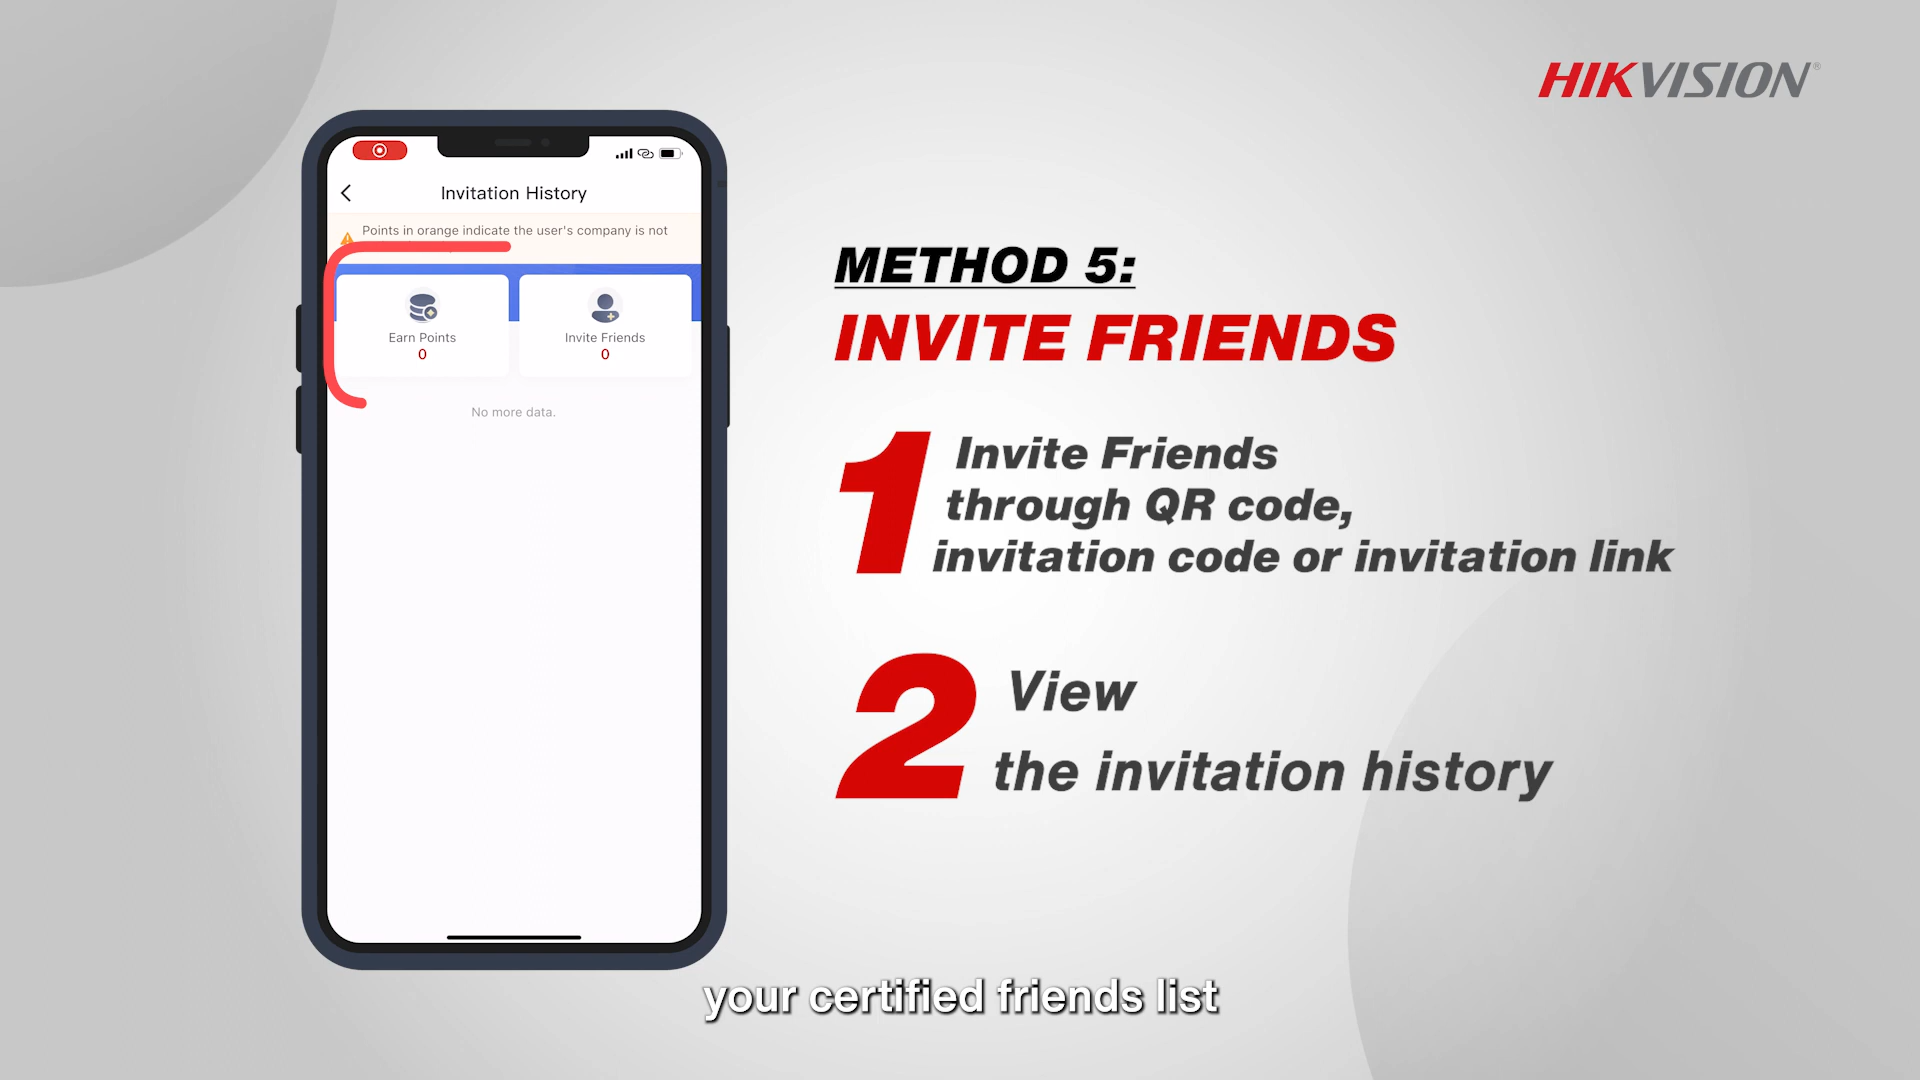 HIKVISION®
Invitation History
Points in orange indicate the user's company is not
Earn Points
0
Invite Friends
0
No more data.
METHOD 5:
INVITE FRIENDS
1
Invite Friends
through QR code,
invitation code or invitation link
2
View
the invitation history
your certified friends list